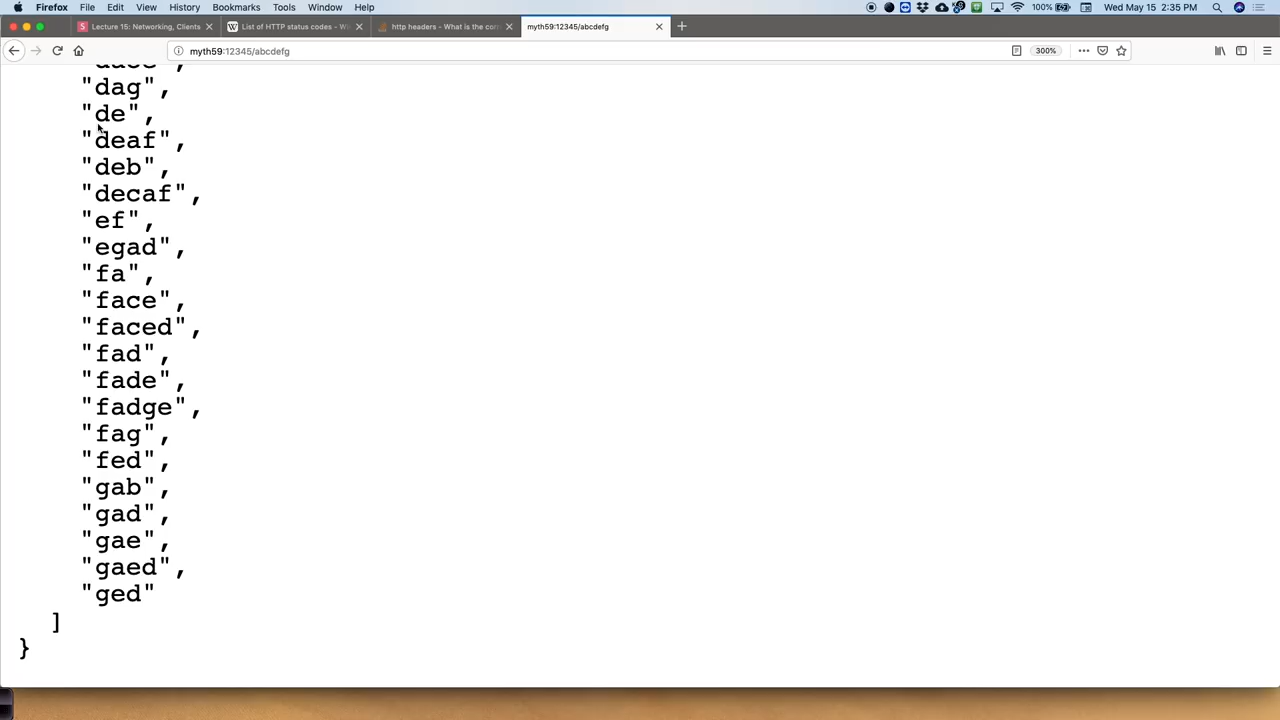 Firefox File Edit View History Bookmarks Tools Window Help
100% Wed May 15 2:35 PM
Lecture 15: Networking, Clients
List of HTTP status codes - Wi
http headers - What is the corr
myth59:12345/abcdefg
myth59:12345/abcdefg
300%
"dag",
"de",
"deaf",
"deb",
"decaf",
"ef",
"egad",
"fa",
"face",
"faced",
"fad",
"fade",
"fadge",
"fag",
"fed",
"gab",
"gad",
"gae",
"gaed",
"ged"
]
}